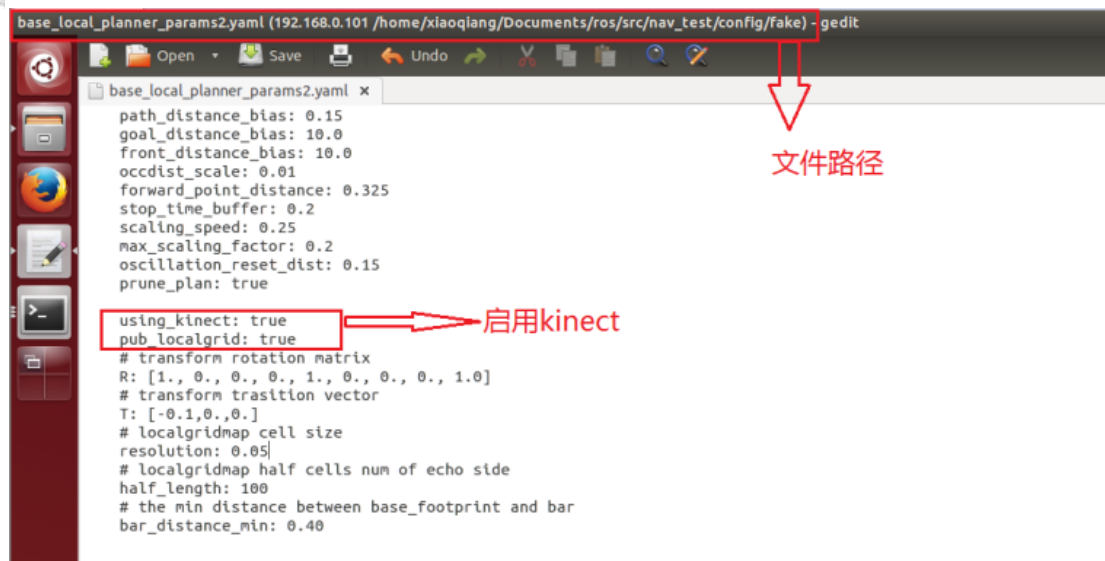 base_local_planner_params2.yaml (192.168.0.101 /home/xiaoqiang/Documents/ros/src/nav_test/config/fake) - gedit
Open Save Undo
base_local_planner_params2.yaml ×
path_distance_bias: 0.15
goal_distance_bias: 10.0
front_distance_bias: 10.0
occdist_scale: 0.01
forward_point_distance: 0.325
stop_time_buffer: 0.2
scaling_speed: 0.25
max_scaling_factor: 0.2
oscillation_reset_dist: 0.15
prune_plan: true
文件路径
using_kinect: true
启用kinect
pub_localgrid: true
# transform rotation matrix
R: [1., 0., 0., 0., 1., 0., 0., 0., 1.0]
# transform trasition vector
T: [-0.1,0.,0.]
# localgridmap cell size
resolution: 0.05
# localgridmap half cells num of echo side
half_length: 100
# the min distance between base_footprint and bar
bar_distance_min: 0.40